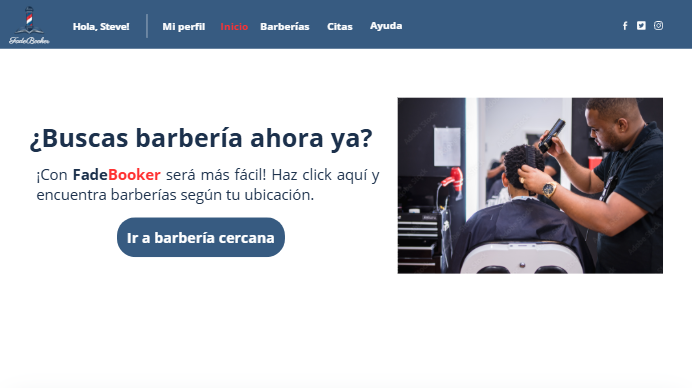 FadeBooker
Hola, Steve!
Mi perfil
Inicio
Barberías
Citas
Ayuda
¿Buscas barbería ahora ya?
¡Con FadeBooker será más fácil! Haz click aquí y
encuentra barberías según tu ubicación.
Ir a barbería cercana